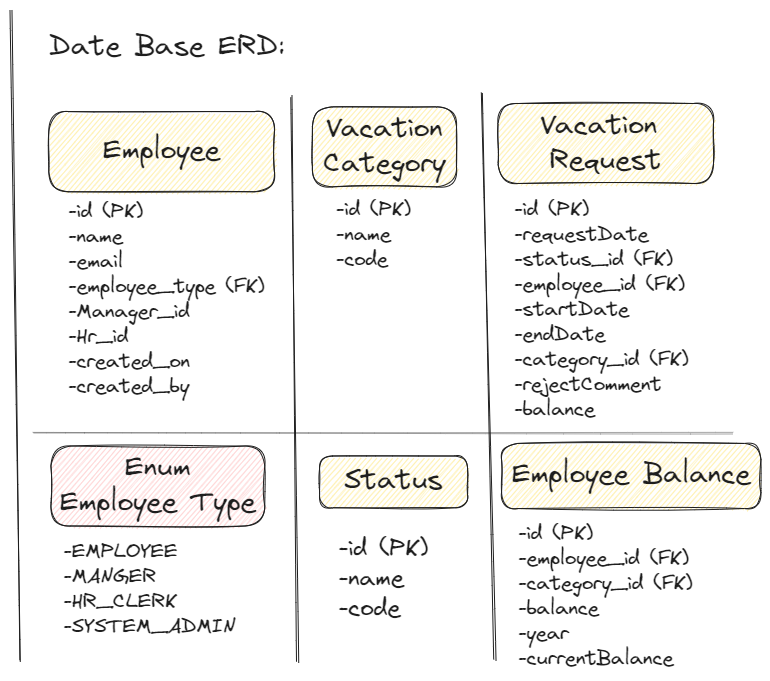 Date Base ERD:
Employee
-id (PK)
-name
-email
-employee_type (FK)
-Manager_id
-Hr_id
-created_on
-created_by
Vacation
Category
-id (PK)
-name
-code
Vacation
Request
-id (PK)
-requestDate
-status_id (FK)
-employee_id (FK)
-startDate
-endDate
-category_id (FK)
-rejectComment
-balance
Enum
Employee Type
-EMPLOYEE
-MANGER
-HR_CLERK
-SYSTEM_ADMIN
Status
-id (PK)
-name
-code
Employee Balance
-id (PK)
-employee_id (FK)
-category_id (FK)
-balance
-year
-currentBalance